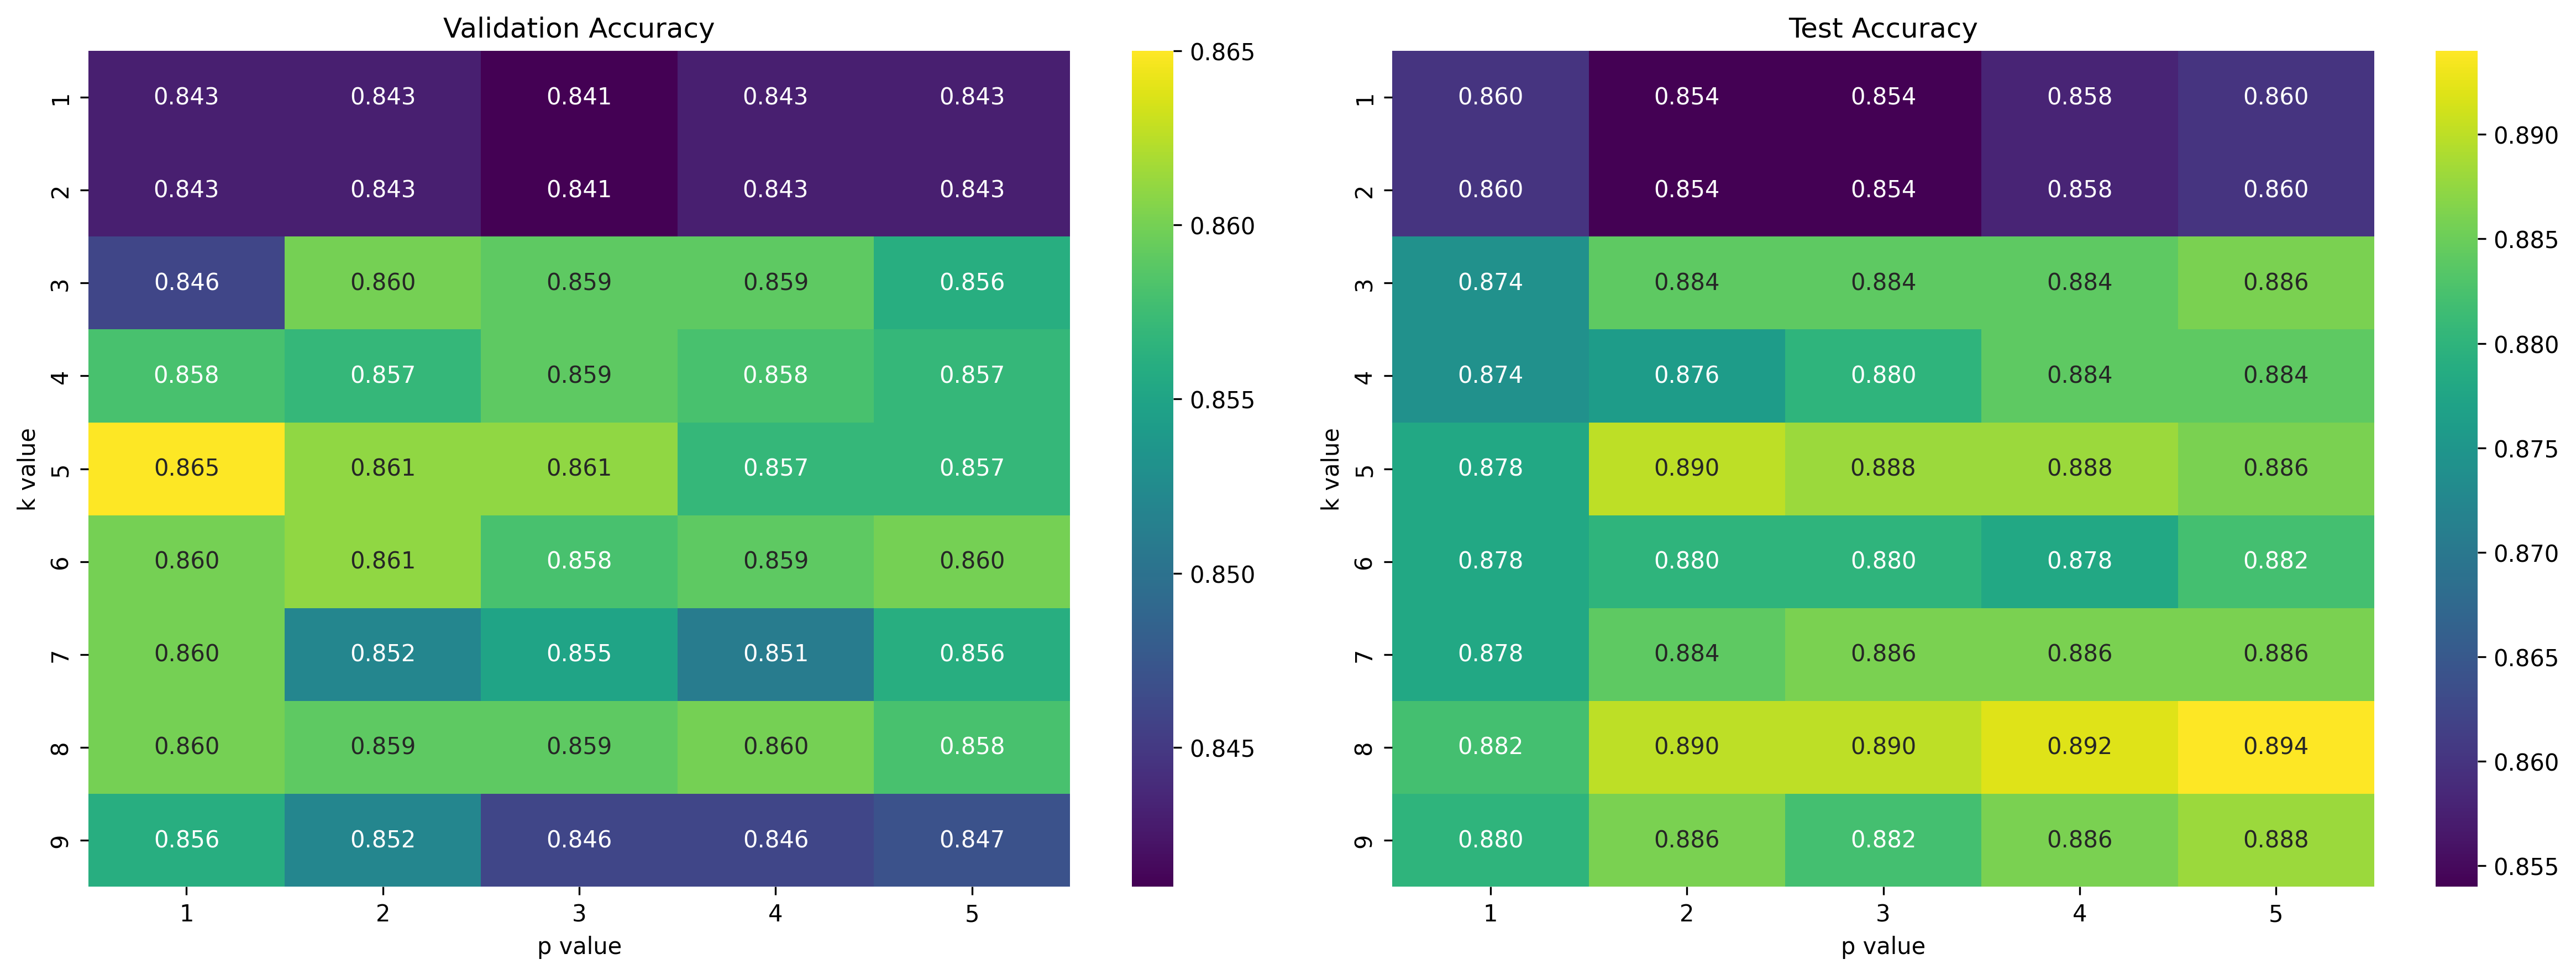 Validation Accuracy
k value
1 0.843 0.843 0.841 0.843 0.843
2 0.843 0.843 0.841 0.843 0.843
3 0.846 0.860 0.859 0.859 0.856
4 0.858 0.857 0.859 0.858 0.857
5 0.865 0.861 0.861 0.857 0.857
6 0.860 0.861 0.858 0.859 0.860
7 0.860 0.852 0.855 0.851 0.856
8 0.860 0.859 0.859 0.860 0.858
9 0.856 0.852 0.846 0.846 0.847
1 2 3 4 5
p value
0.865
0.860
0.855
0.850
0.845
Test Accuracy
k value
1 0.860 0.854 0.854 0.858 0.860
2 0.860 0.854 0.854 0.858 0.860
3 0.874 0.884 0.884 0.884 0.886
4 0.874 0.876 0.880 0.884 0.884
5 0.878 0.890 0.888 0.888 0.886
6 0.878 0.880 0.880 0.878 0.882
7 0.878 0.884 0.886 0.886 0.886
8 0.882 0.890 0.890 0.892 0.894
9 0.880 0.886 0.882 0.886 0.888
1 2 3 4 5
p value
0.890
0.885
0.880
0.875
0.870
0.865
0.860
0.855